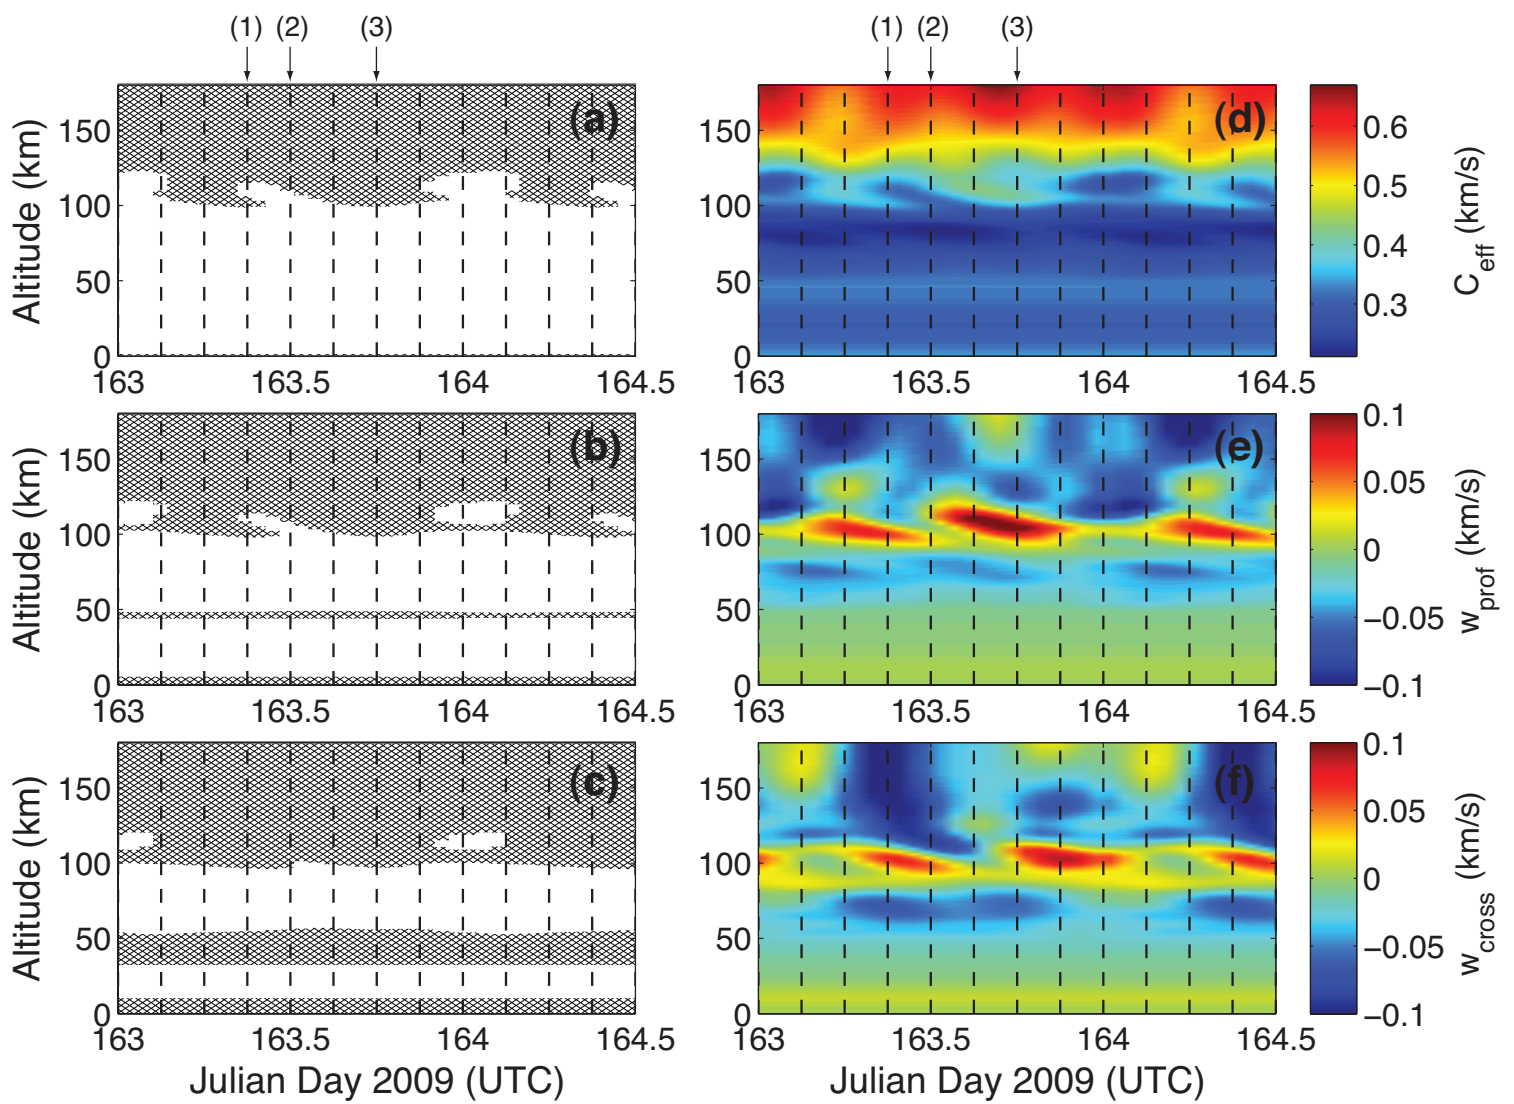 (1) (2) (3)
(1) (2) (3)
Altitude (km)
150
100
50
0
(a)
163 163.5 164 164.5
(d)
150
100
50
0
163 163.5 164 164.5
0.6
0.5
0.4
0.3
C_eff (km/s)
Altitude (km)
150
100
50
0
(b)
163 163.5 164 164.5
(e)
150
100
50
0
163 163.5 164 164.5
0.1
0.05
0
−0.05
−0.1
w_prof (km/s)
Altitude (km)
150
100
50
0
(c)
163 163.5 164 164.5
Julian Day 2009 (UTC)
(f)
150
100
50
0
163 163.5 164 164.5
Julian Day 2009 (UTC)
0.1
0.05
0
−0.05
−0.1
w_cross (km/s)